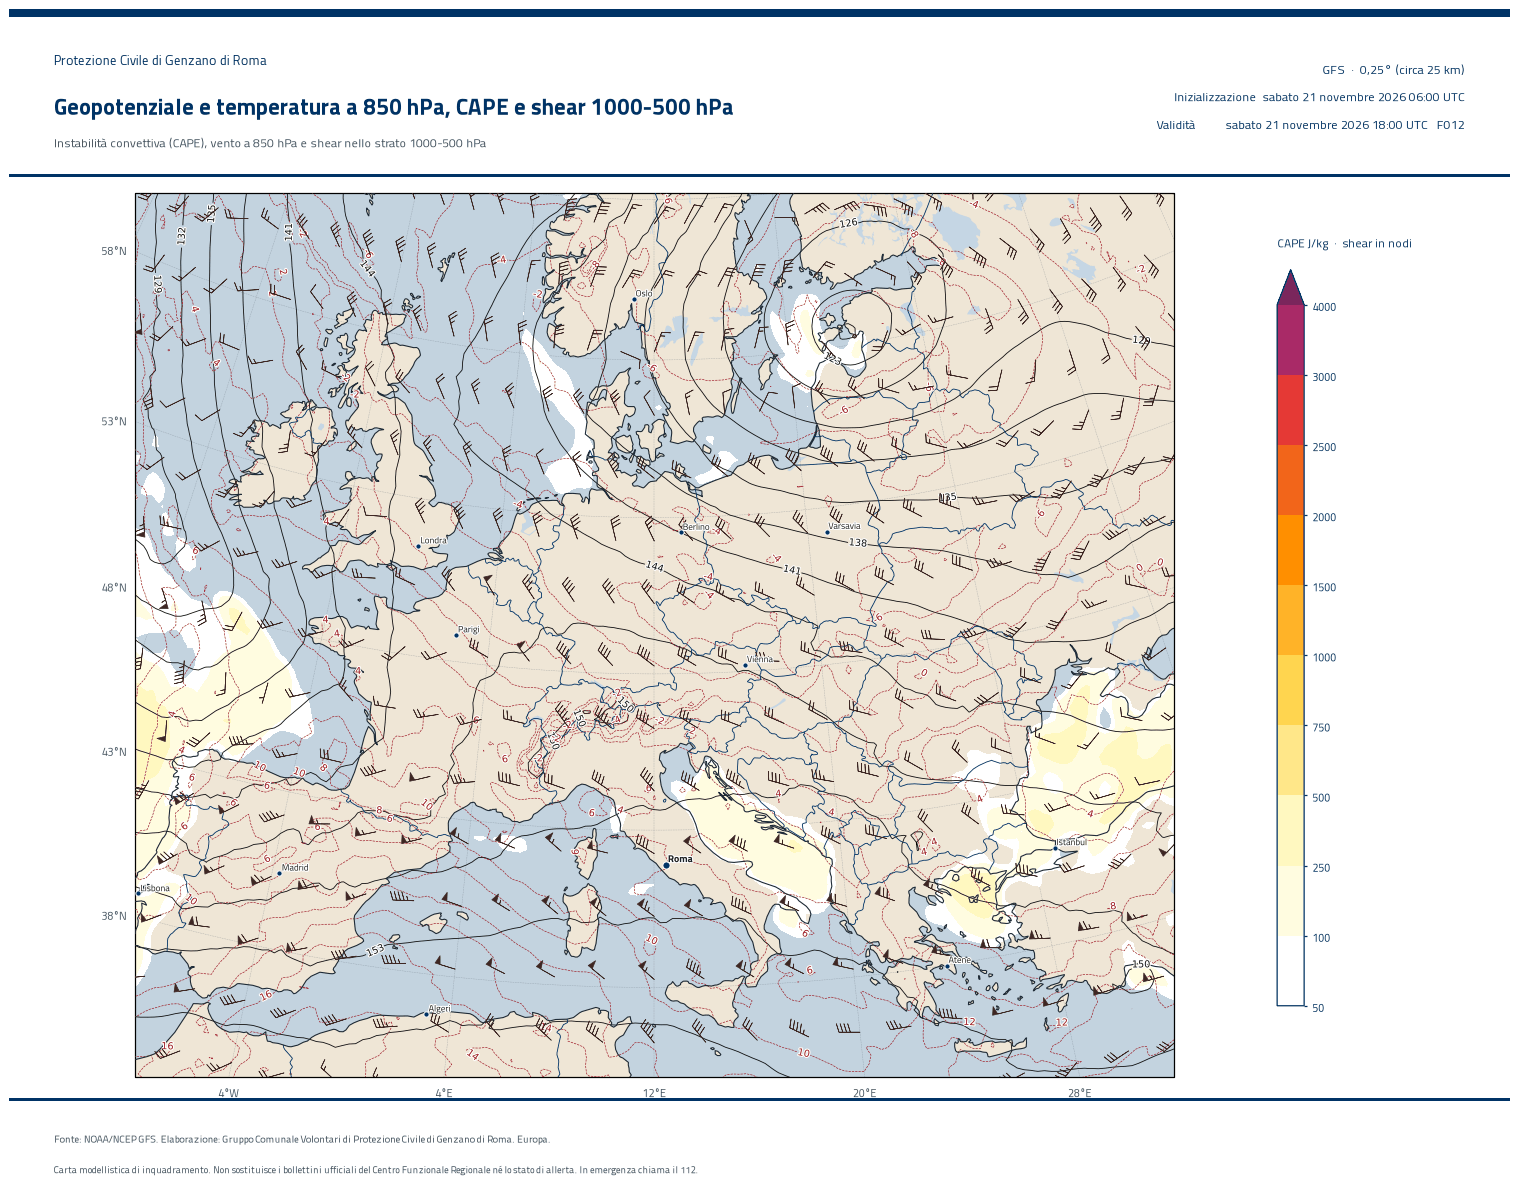 Protezione Civile di Genzano di Roma
Geopotenziale e temperatura a 850 hPa, CAPE e shear 1000-500 hPa
Instabilità convettiva (CAPE), vento a 850 hPa e shear nello strato 1000-500 hPa
GFS · 0,25° (circa 25 km)
Inizializzazione sabato 21 novembre 2026 06:00 UTC
Validità sabato 21 novembre 2026 18:00 UTC F012
CAPE J/kg · shear in nodi
4000
3000
2500
2000
1500
1000
750
500
250
100
50
58°N
53°N
48°N
43°N
38°N
4°W
4°E
12°E
20°E
28°E
Oslo
Londra
Berlino
Varsavia
Parigi
Vienna
Roma
Madrid
Lisbona
Istanbul
Atene
Algeri
132
135
129
141
144
126
123
129
135
138
141
144
150
150
153
150
Fonte: NOAA/NCEP GFS. Elaborazione: Gruppo Comunale Volontari di Protezione Civile di Genzano di Roma. Europa.
Carta modellistica di inquadramento. Non sostituisce i bollettini ufficiali del Centro Funzionale Regionale né lo stato di allerta. In emergenza chiama il 112.